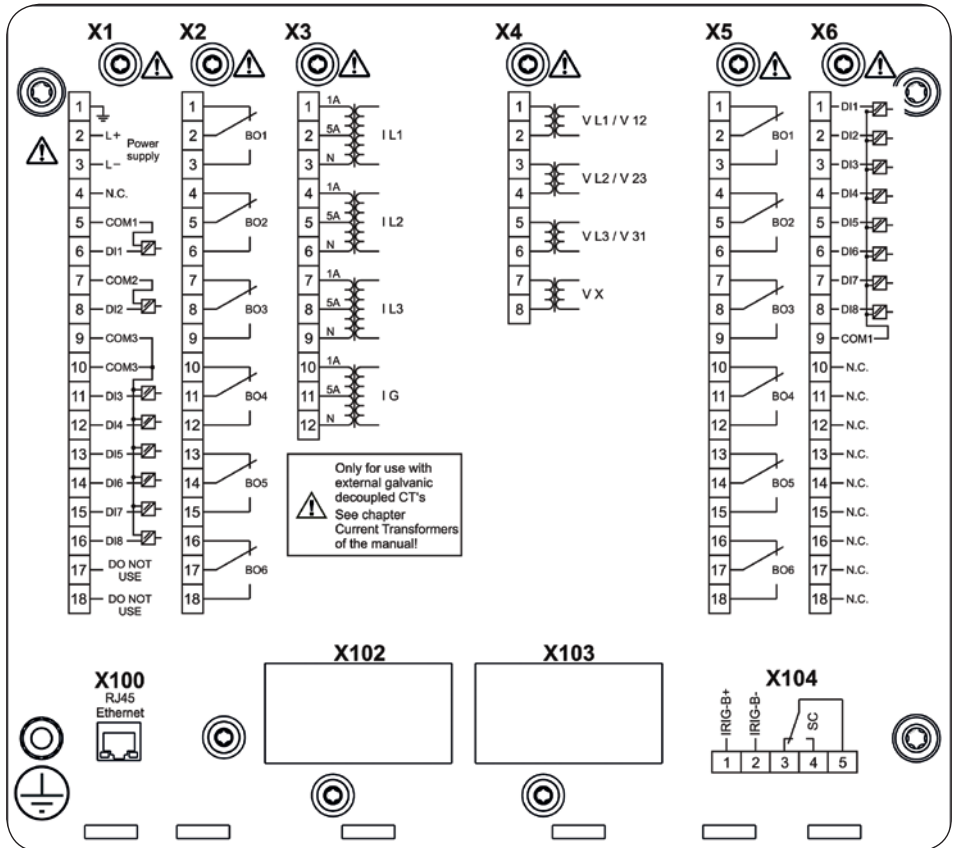 X1
1
2 L+
Power
supply
3 L−
4 N.C.
5 COM1
6 DI1
7 COM2
8 DI2
9 COM3
10 COM3
11 DI3
12 DI4
13 DI5
14 DI6
15 DI7
16 DI8
17 DO NOT
USE
18 DO NOT
USE
X2
1
2 BO1
3
4
5 BO2
6
7
8 BO3
9
10
11 BO4
12
13
14 BO5
15
16
17 BO6
18
X3
1 1A
2 5A I L1
3 N
4 1A
5 5A I L2
6 N
7 1A
8 5A I L3
9 N
10 1A
11 5A I G
12 N
Only for use with
external galvanic
decoupled CT's
See chapter
Current Transformers
of the manual!
X4
1
V L1 / V 12
2
3
V L2 / V 23
4
5
V L3 / V 31
6
7
V X
8
X5
1
2 BO1
3
4
5 BO2
6
7
8 BO3
9
10
11 BO4
12
13
14 BO5
15
16
17 BO6
18
X6
1 DI1
2 DI2
3 DI3
4 DI4
5 DI5
6 DI6
7 DI7
8 DI8
9 COM1
10 N.C.
11 N.C.
12 N.C.
13 N.C.
14 N.C.
15 N.C.
16 N.C.
17 N.C.
18 N.C.
X100
RJ45
Ethernet
X102
X103
X104
IRIG-B+
IRIG-B-
SC
1 2 3 4 5